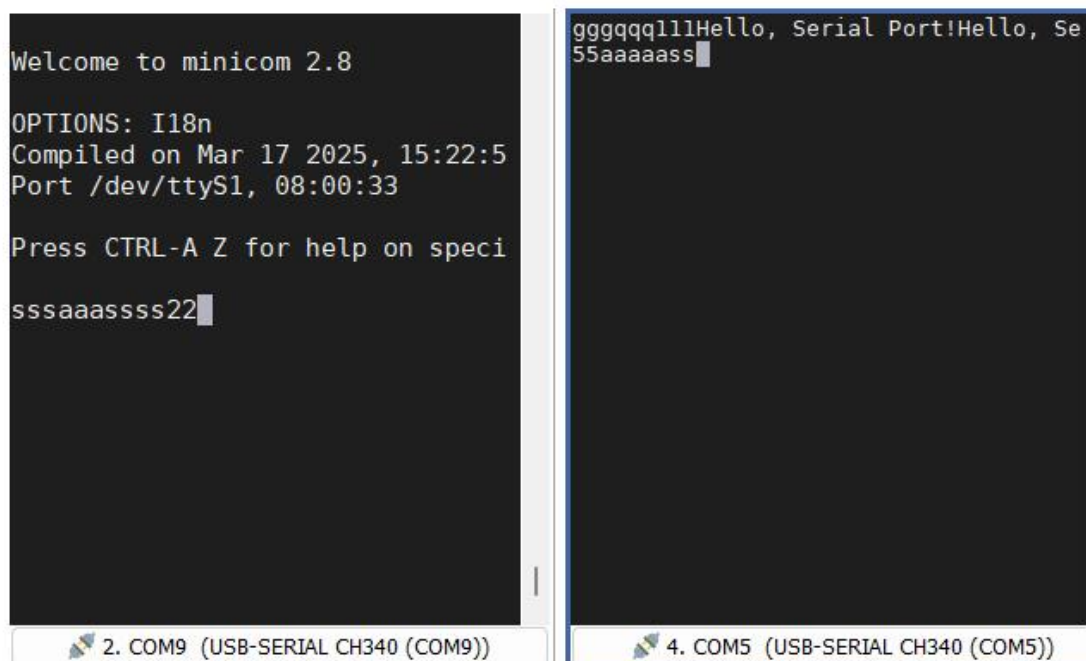 Welcome to minicom 2.8
OPTIONS: I18n
Compiled on Mar 17 2025, 15:22:5
Port /dev/ttyS1, 08:00:33
Press CTRL-A Z for help on speci
sssaaassss22
2. COM9 (USB-SERIAL CH340 (COM9))
gggqqq111Hello, Serial Port!Hello, Se
55aaaaass
4. COM5 (USB-SERIAL CH340 (COM5))